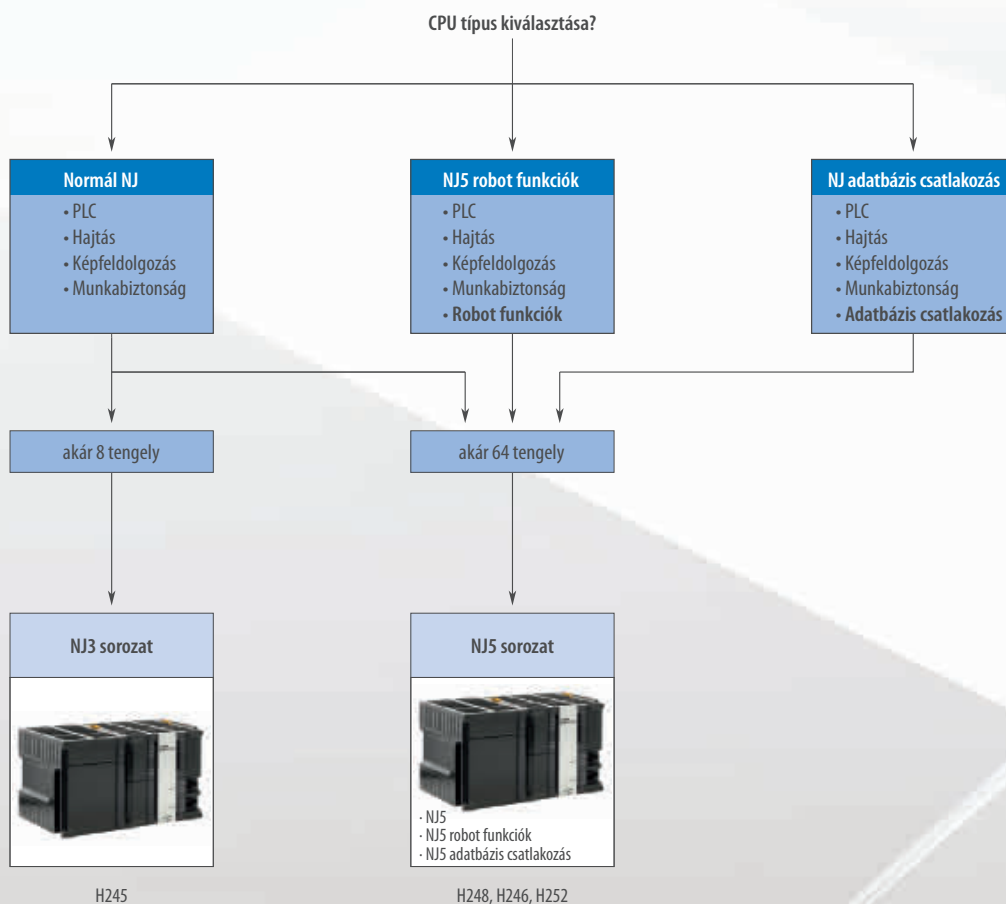 CPU típus kiválasztása?
Normál NJ
• PLC
• Hajtás
• Képfeldolgozás
• Munkabiztonság
NJ5 robot funkciók
• PLC
• Hajtás
• Képfeldolgozás
• Munkabiztonság
• Robot funkciók
NJ adatbázis csatlakozás
• PLC
• Hajtás
• Képfeldolgozás
• Munkabiztonság
• Adatbázis csatlakozás
akár 8 tengely
akár 64 tengely
NJ3 sorozat
NJ5 sorozat
· NJ5
· NJ5 robot funkciók
· NJ5 adatbázis csatlakozás
H245
H248, H246, H252